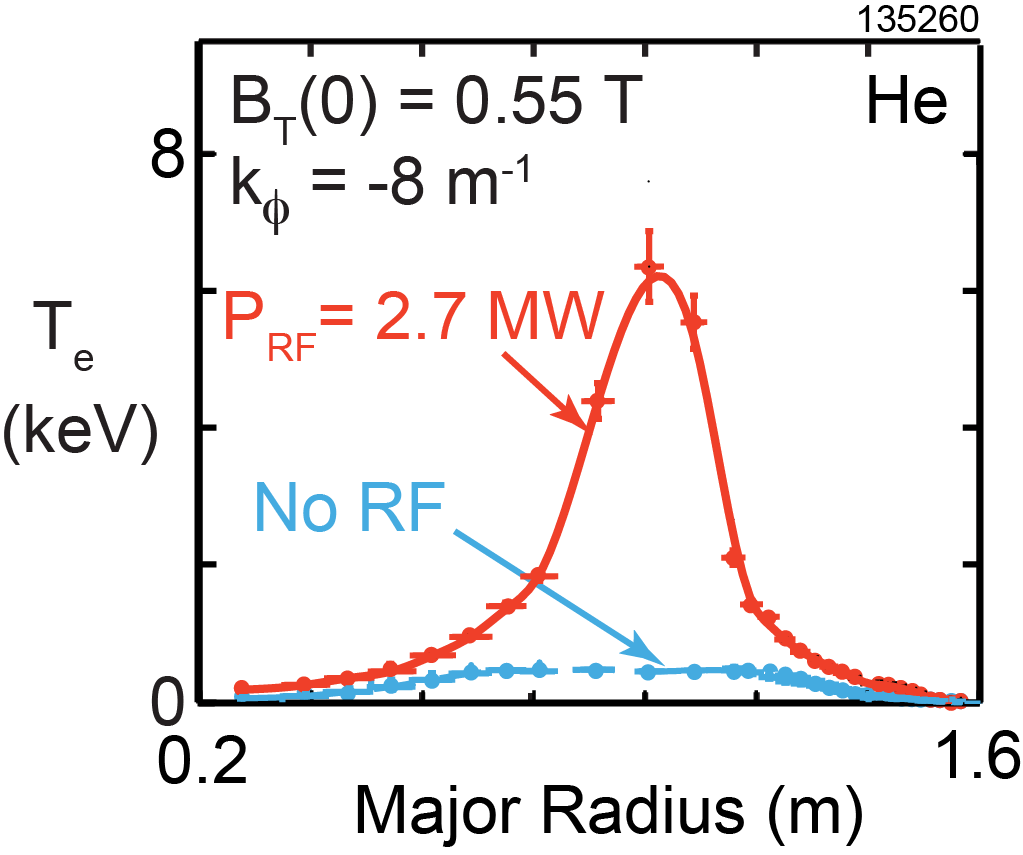 135260
B_T(0) = 0.55 T
He
8
k_ϕ = -8 m⁻¹
P_RF= 2.7 MW
T_e
(keV)
No RF
0
0.2
1.6
Major Radius (m)